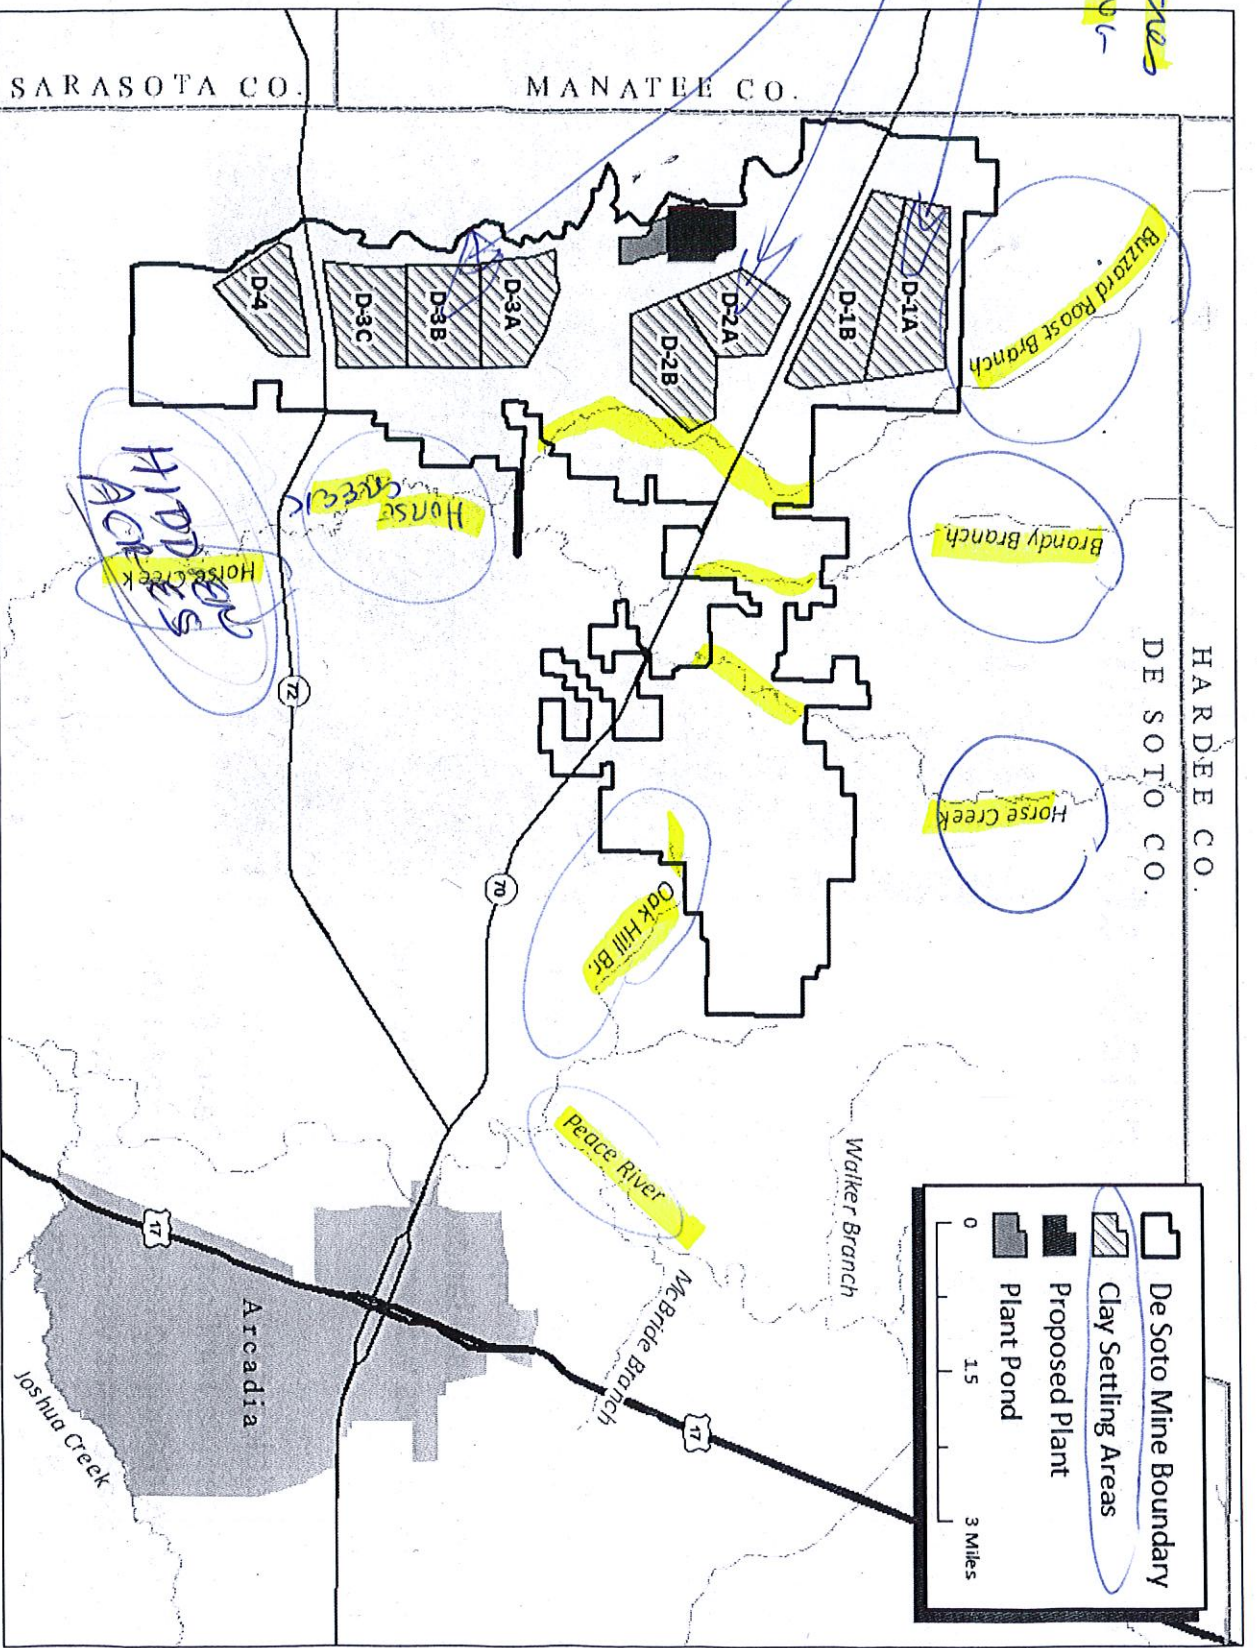 HARDEE CO.
DE SOTO CO.
MANATEE CO.
SARASOTA CO.
De Soto Mine Boundary
Clay Settling Areas
Proposed Plant
Plant Pond
0
1.5
3 Miles
Buzzard Roost Branch
Brandy Branch
Horse Creek
Walker Branch
D-1A
D-1B
D-2A
D-2B
D-3A
D-3B
D-3C
D-4
Oak Hill Br.
Peace River
McBride Branch
17
70
Horse
CREEK
72
HIDDEN
ACRES
Horse Creek
Arcadia
17
Joshua Creek